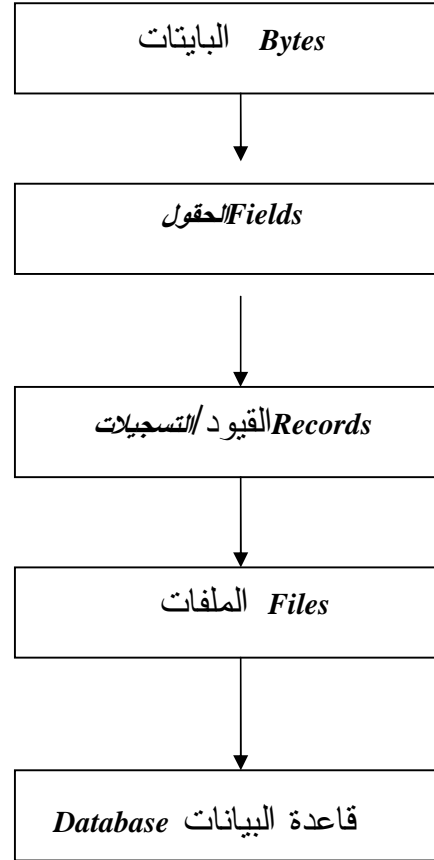 البايتات Bytes
الحقول Fields
القيود/التسجيلات Records
الملفات Files
قاعدة البيانات Database